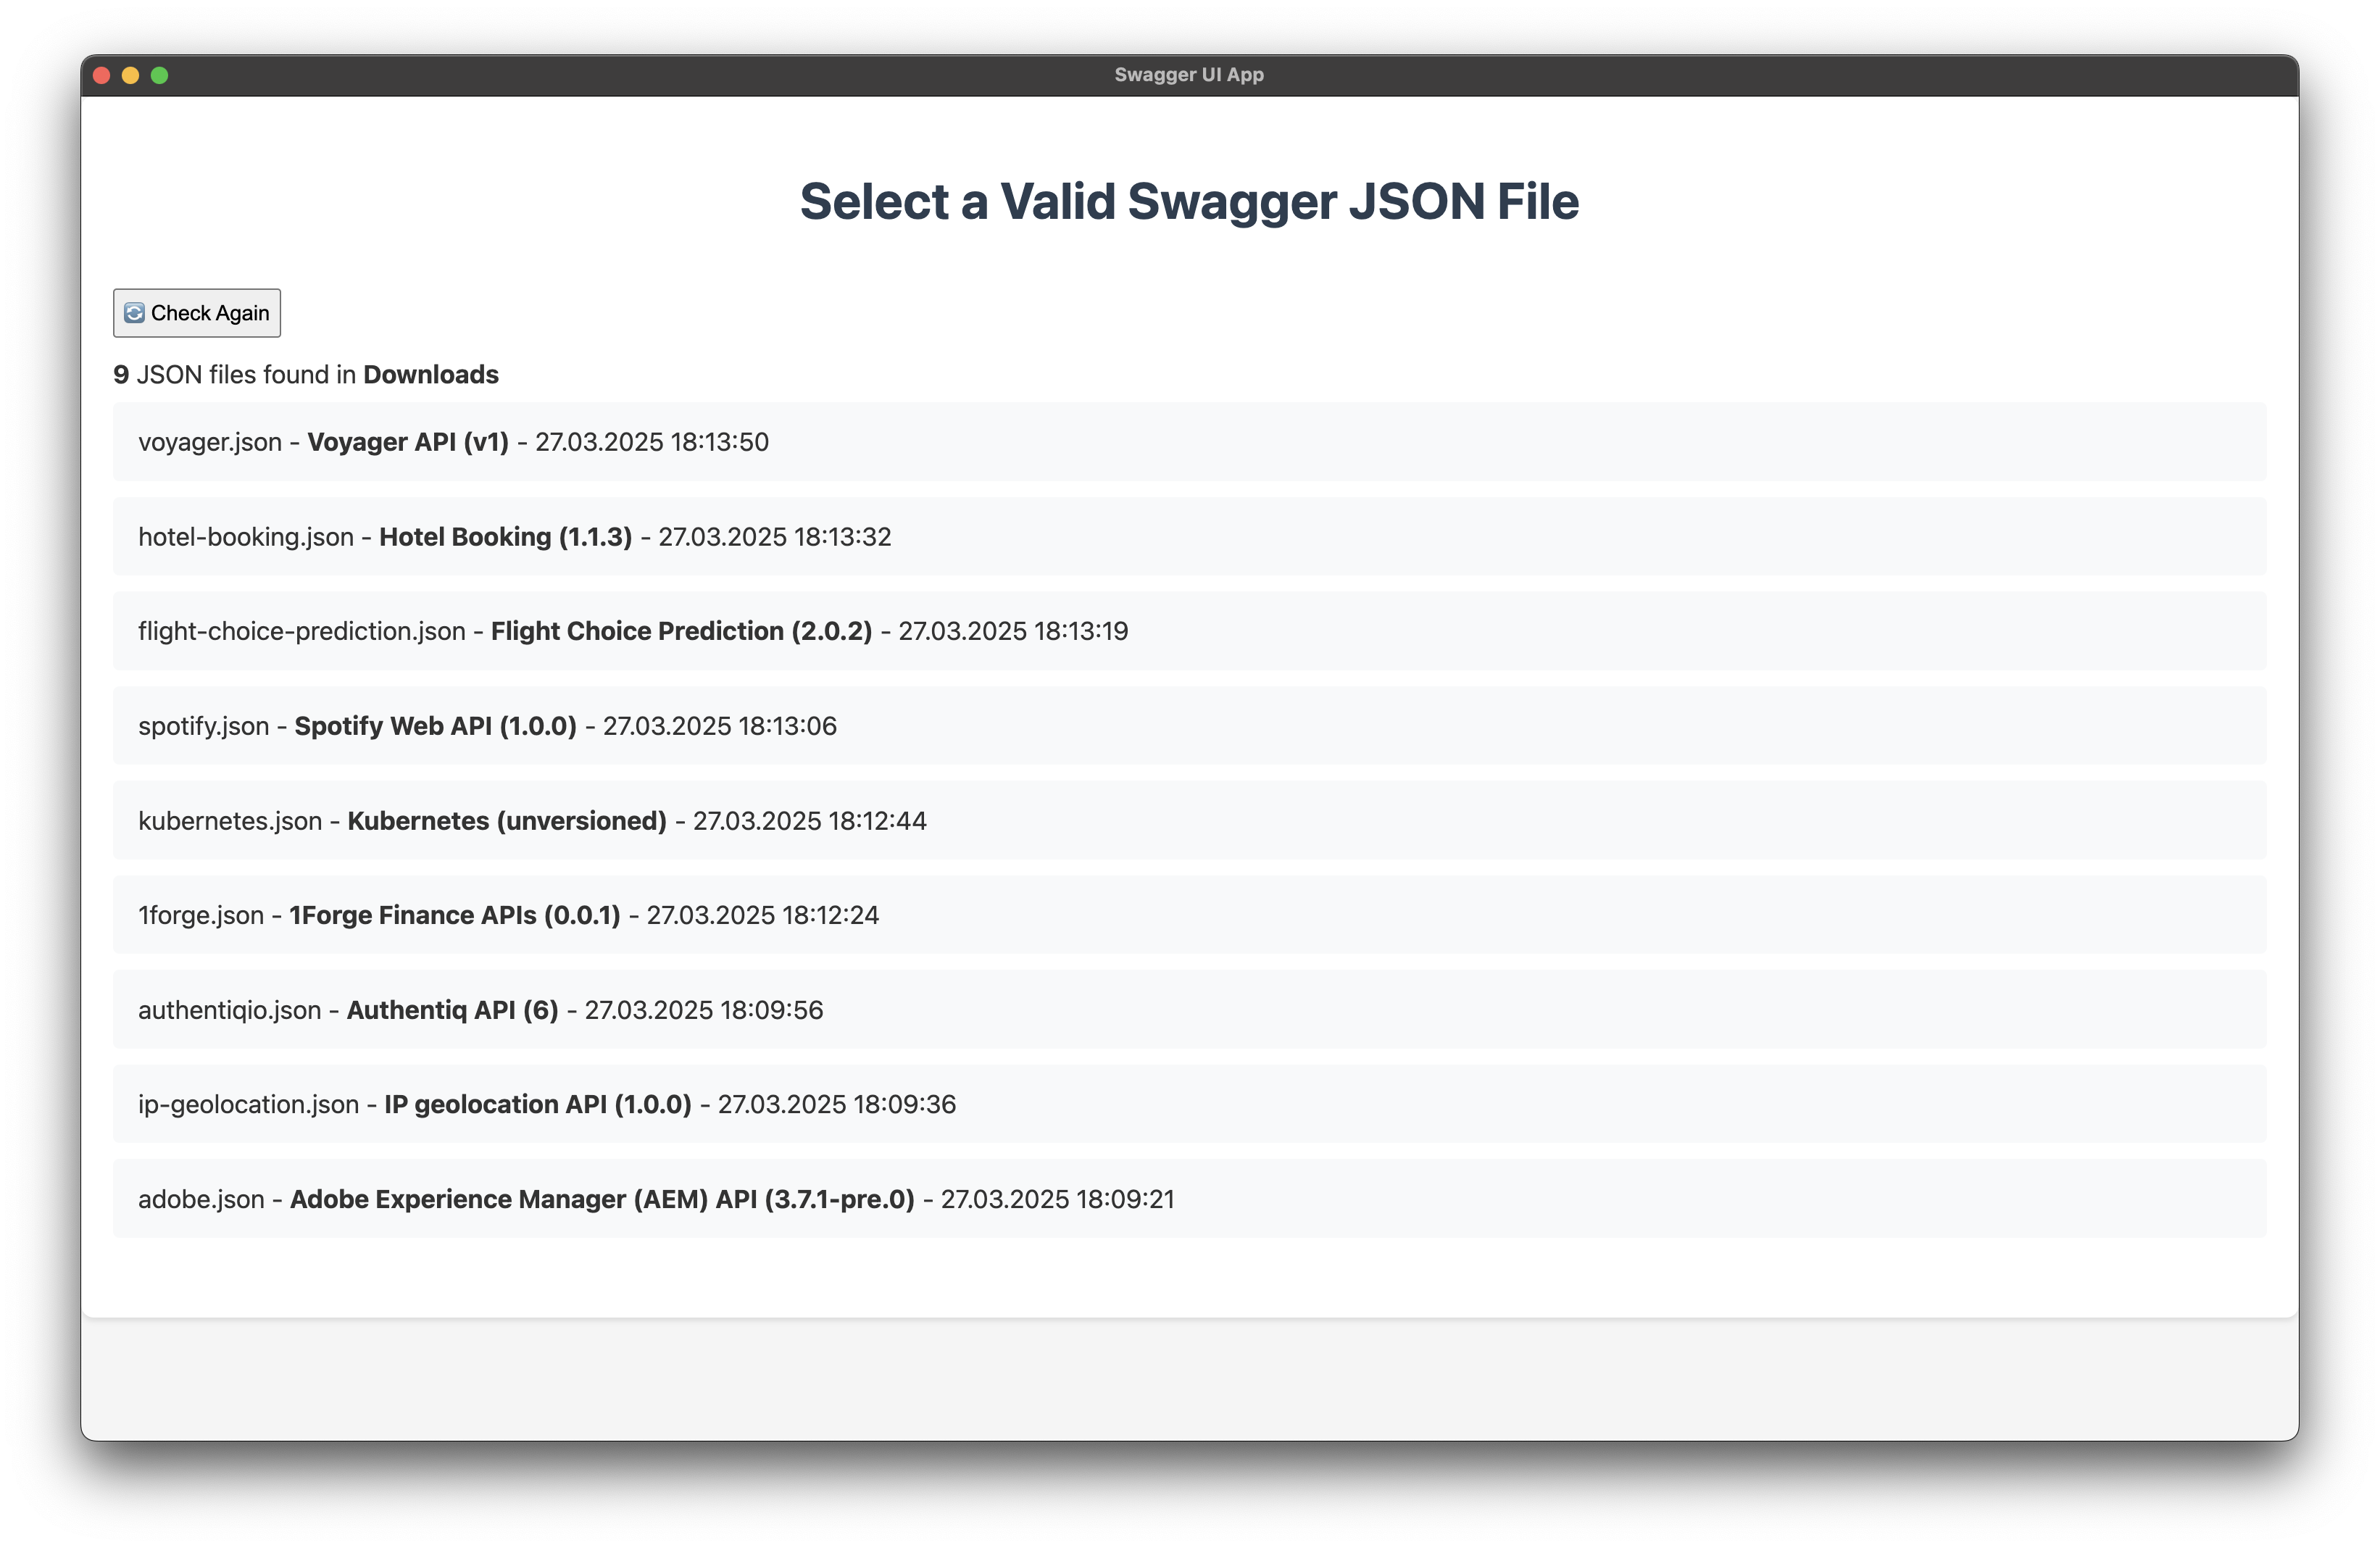 Swagger UI App
Select a Valid Swagger JSON File
Check Again
9 JSON files found in Downloads
voyager.json - Voyager API (v1) - 27.03.2025 18:13:50
hotel-booking.json - Hotel Booking (1.1.3) - 27.03.2025 18:13:32
flight-choice-prediction.json - Flight Choice Prediction (2.0.2) - 27.03.2025 18:13:19
spotify.json - Spotify Web API (1.0.0) - 27.03.2025 18:13:06
kubernetes.json - Kubernetes (unversioned) - 27.03.2025 18:12:44
1forge.json - 1Forge Finance APIs (0.0.1) - 27.03.2025 18:12:24
authentiqio.json - Authentiq API (6) - 27.03.2025 18:09:56
ip-geolocation.json - IP geolocation API (1.0.0) - 27.03.2025 18:09:36
adobe.json - Adobe Experience Manager (AEM) API (3.7.1-pre.0) - 27.03.2025 18:09:21